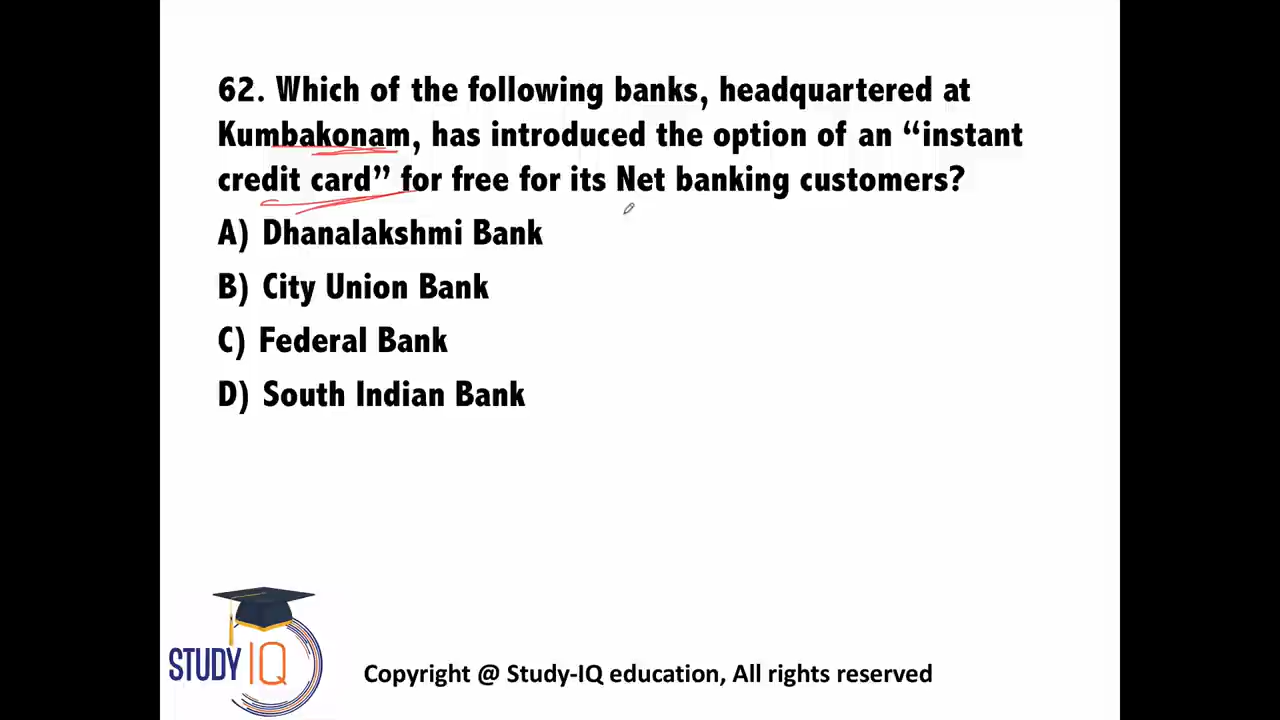 62. Which of the following banks, headquartered at
Kumbakonam, has introduced the option of an “instant
credit card” for free for its Net banking customers?
A) Dhanalakshmi Bank
B) City Union Bank
C) Federal Bank
D) South Indian Bank
STUDY IQ
Copyright @ Study-IQ education, All rights reserved